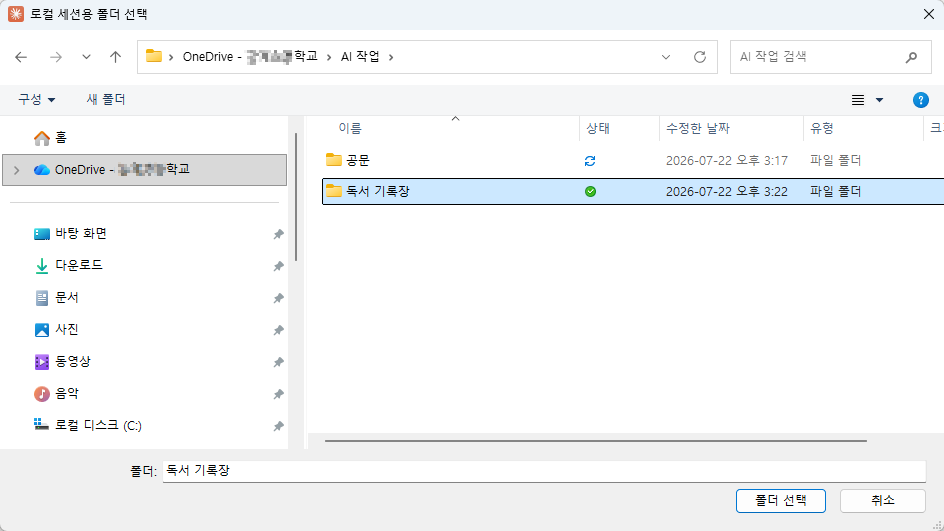 로컬 세션용 폴더 선택
OneDrive - 학교 › AI 작업 ›
AI 작업 검색
구성
새 폴더
?
홈
OneDrive - 학교
바탕 화면
다운로드
문서
사진
동영상
음악
로컬 디스크 (C:)
이름 상태 수정한 날짜 유형
공문 2026-07-22 오후 3:17 파일 폴더
독서 기록장 2026-07-22 오후 3:22 파일 폴더
폴더: 독서 기록장
폴더 선택 취소